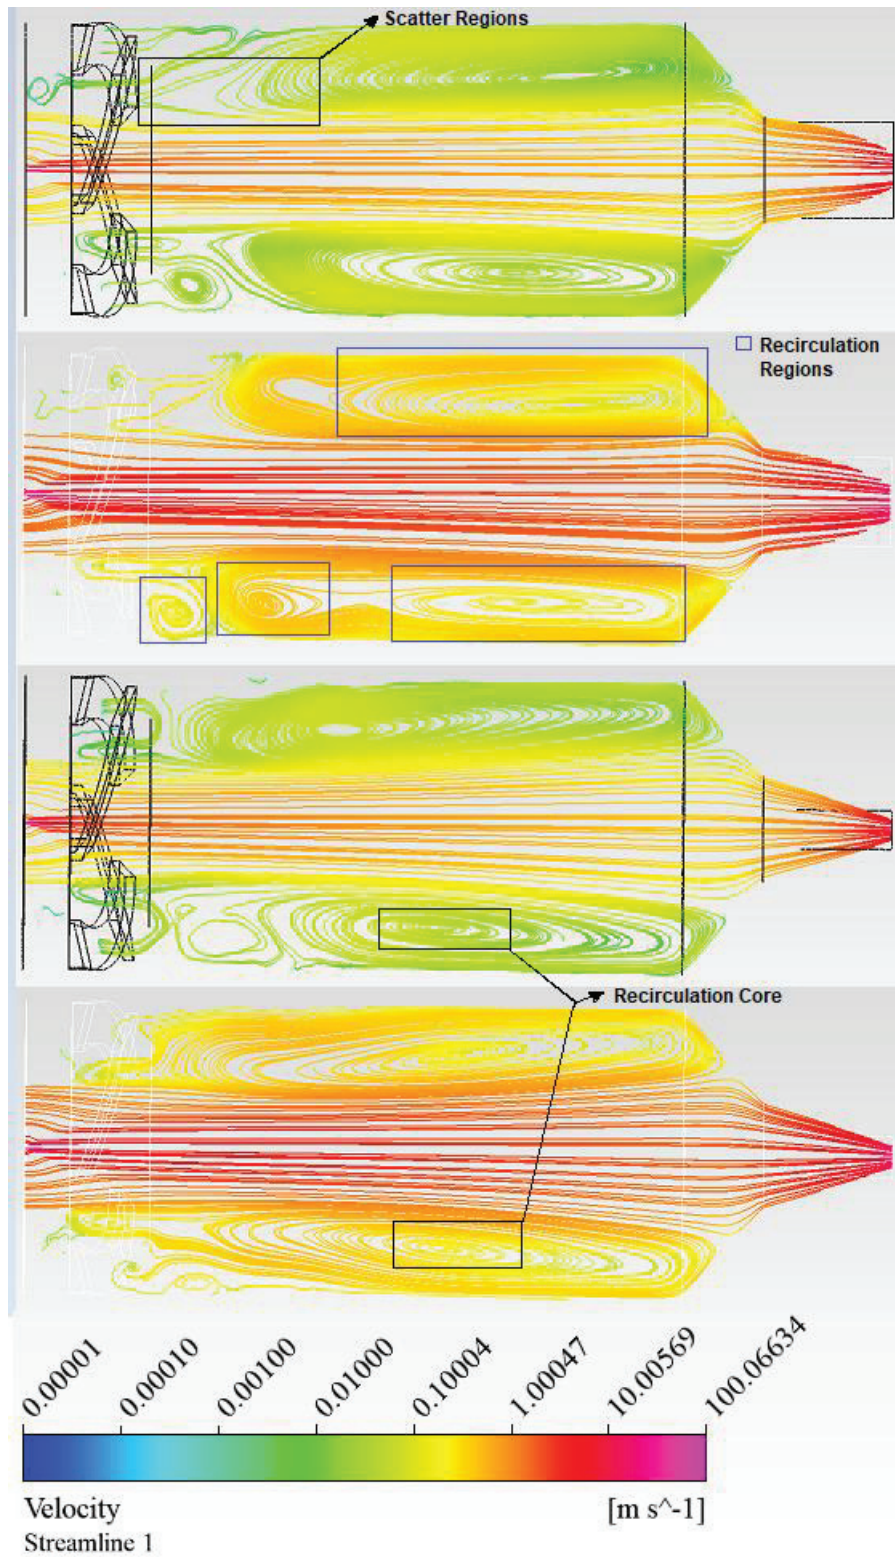 Scatter Regions
Recirculation
Regions
Recirculation Core
0.00001
0.00010
0.00100
0.01000
0.10004
1.00047
10.00569
100.06634
Velocity
[m s^-1]
Streamline 1